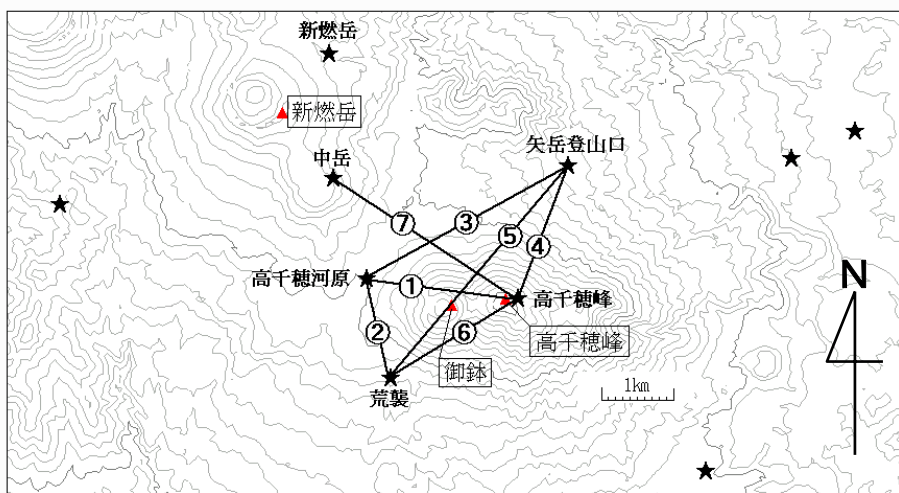 新燃岳
新燃岳
中岳
矢岳登山口
③
⑦
⑤
④
高千穂河原
①
高千穂峰
N
②
⑥
高千穂峰
御鉢
荒襲
1km